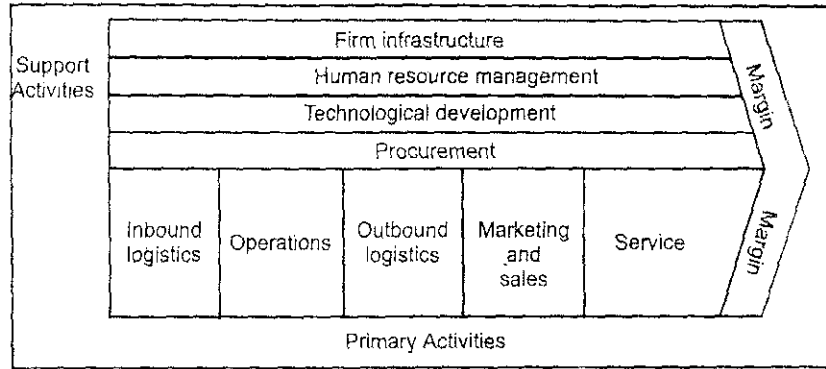 Firm infrastructure
Support
Activities
Human resource management
Technological development
Procurement
Margin
Inbound
logistics
Operations
Outbound
logistics
Marketing
and
sales
Service
Margin
Primary Activities